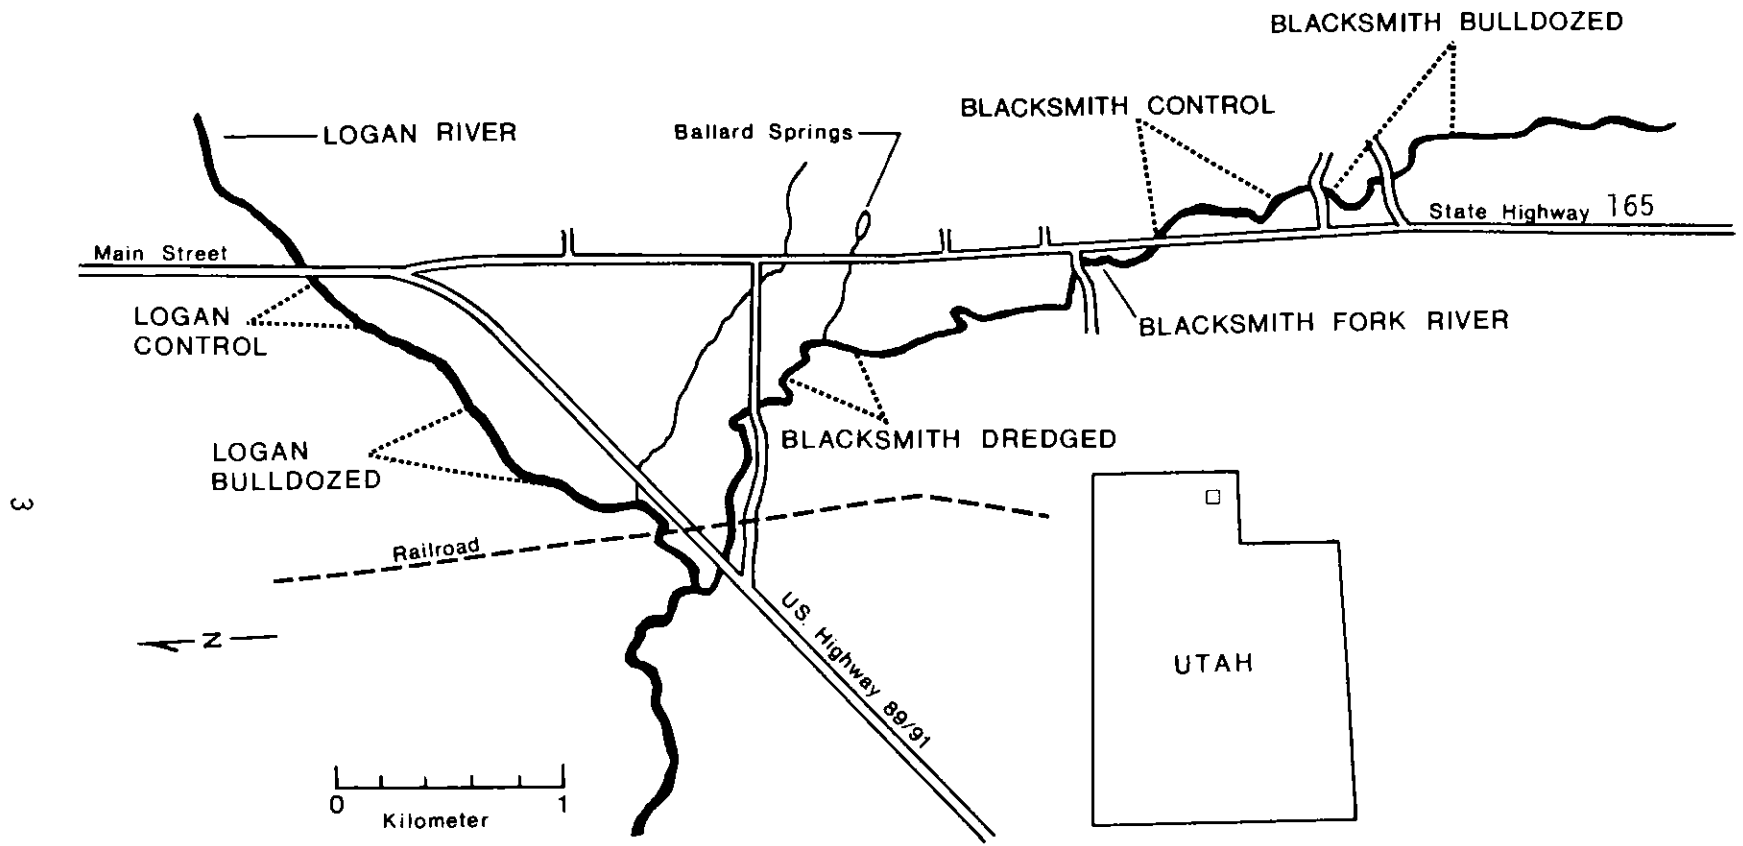 BLACKSMITH BULLDOZED
BLACKSMITH CONTROL
LOGAN RIVER
Ballard Springs
State Highway 165
Main Street
LOGAN
CONTROL
BLACKSMITH FORK RIVER
BLACKSMITH DREDGED
LOGAN
BULLDOZED
3
Railroad
N
U.S. Highway 89/91
UTAH
0 1
Kilometer